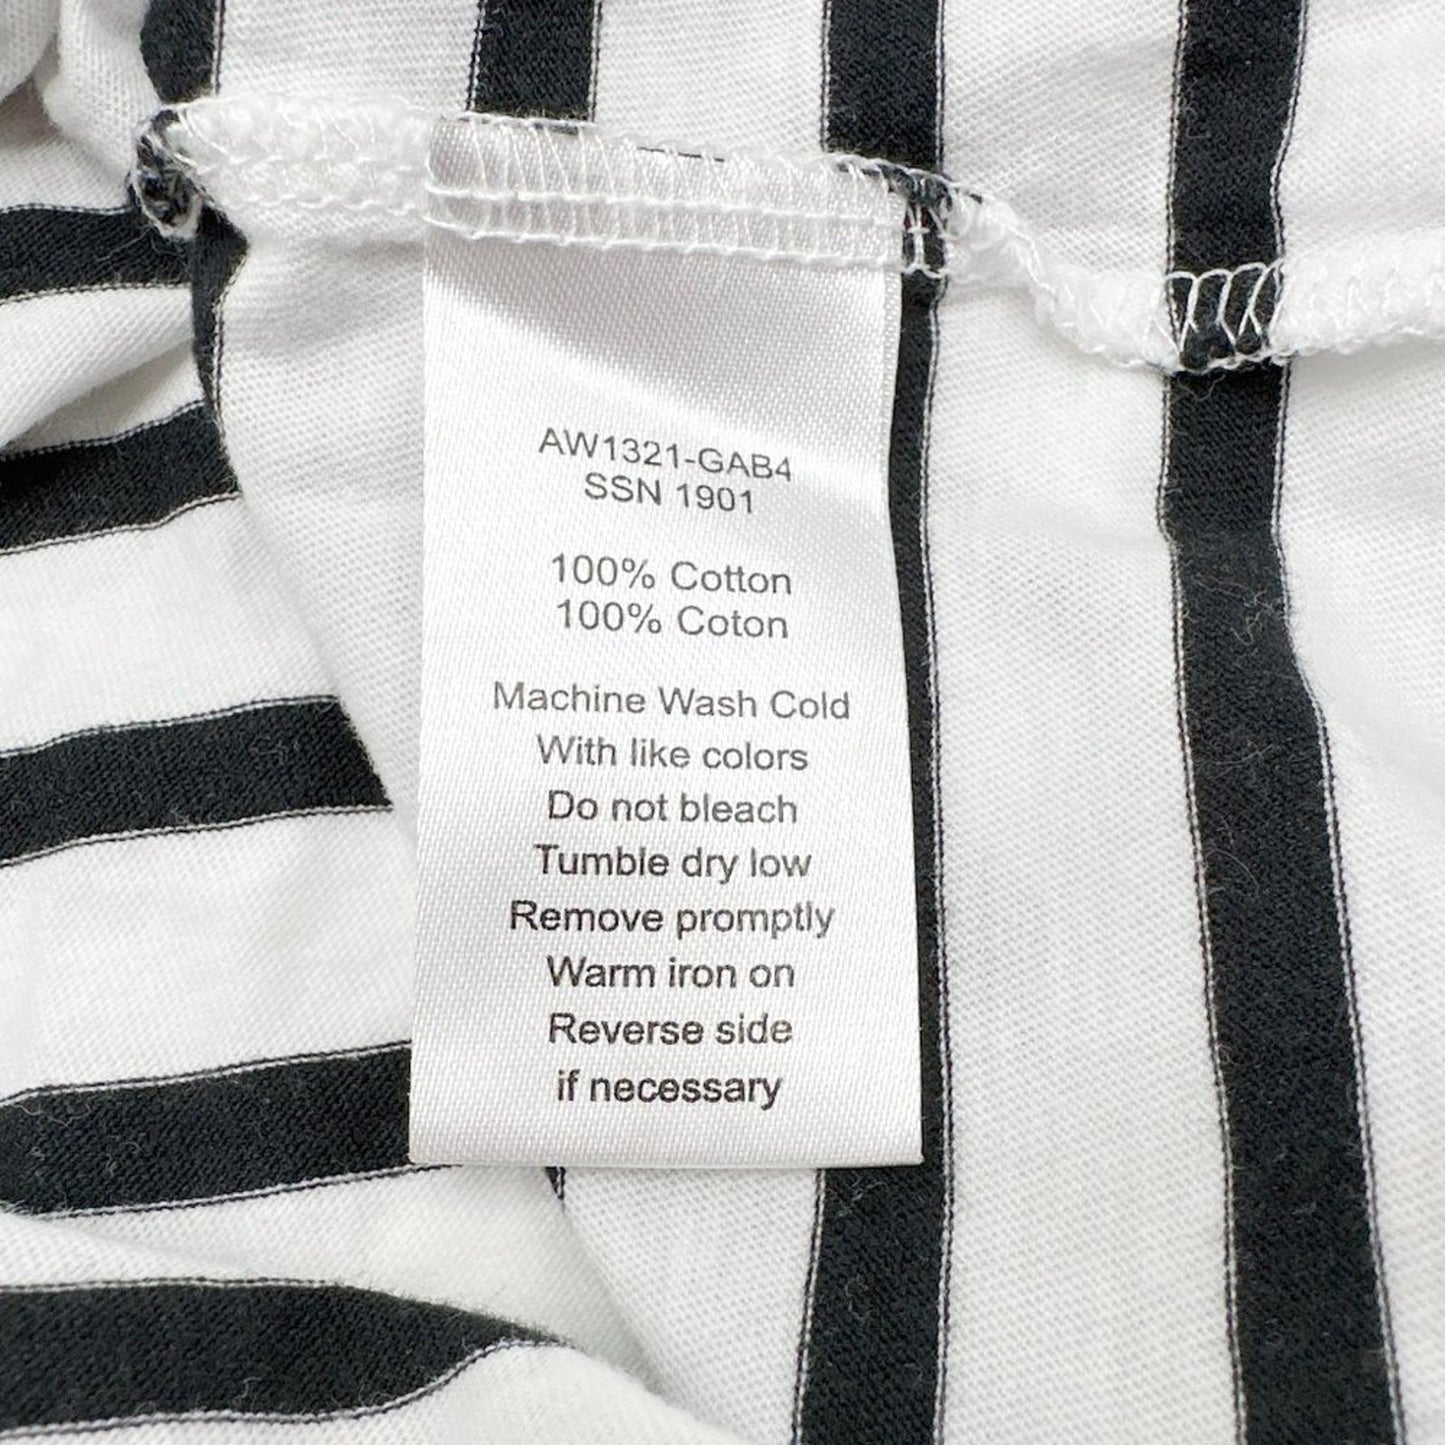 AW1321-GAB4
SSN 1901
100% Cotton
100% Coton
Machine Wash Cold
With like colors
Do not bleach
Tumble dry low
Remove promptly
Warm iron on
Reverse side
if necessary